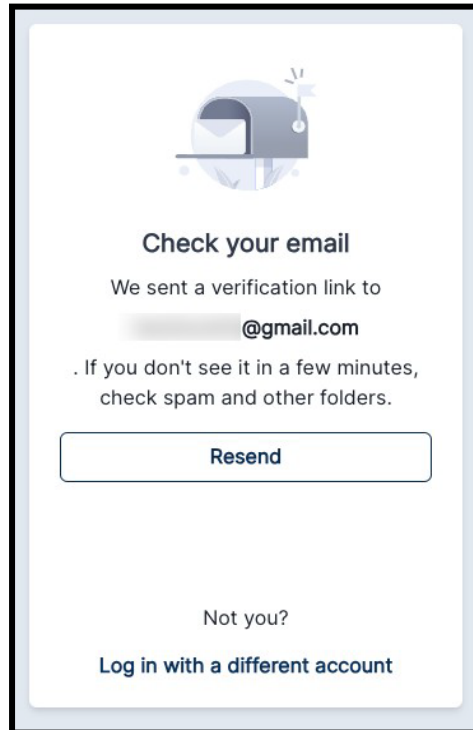 Check your email
We sent a verification link to
@gmail.com
. If you don't see it in a few minutes,
check spam and other folders.
Resend
Not you?
Log in with a different account